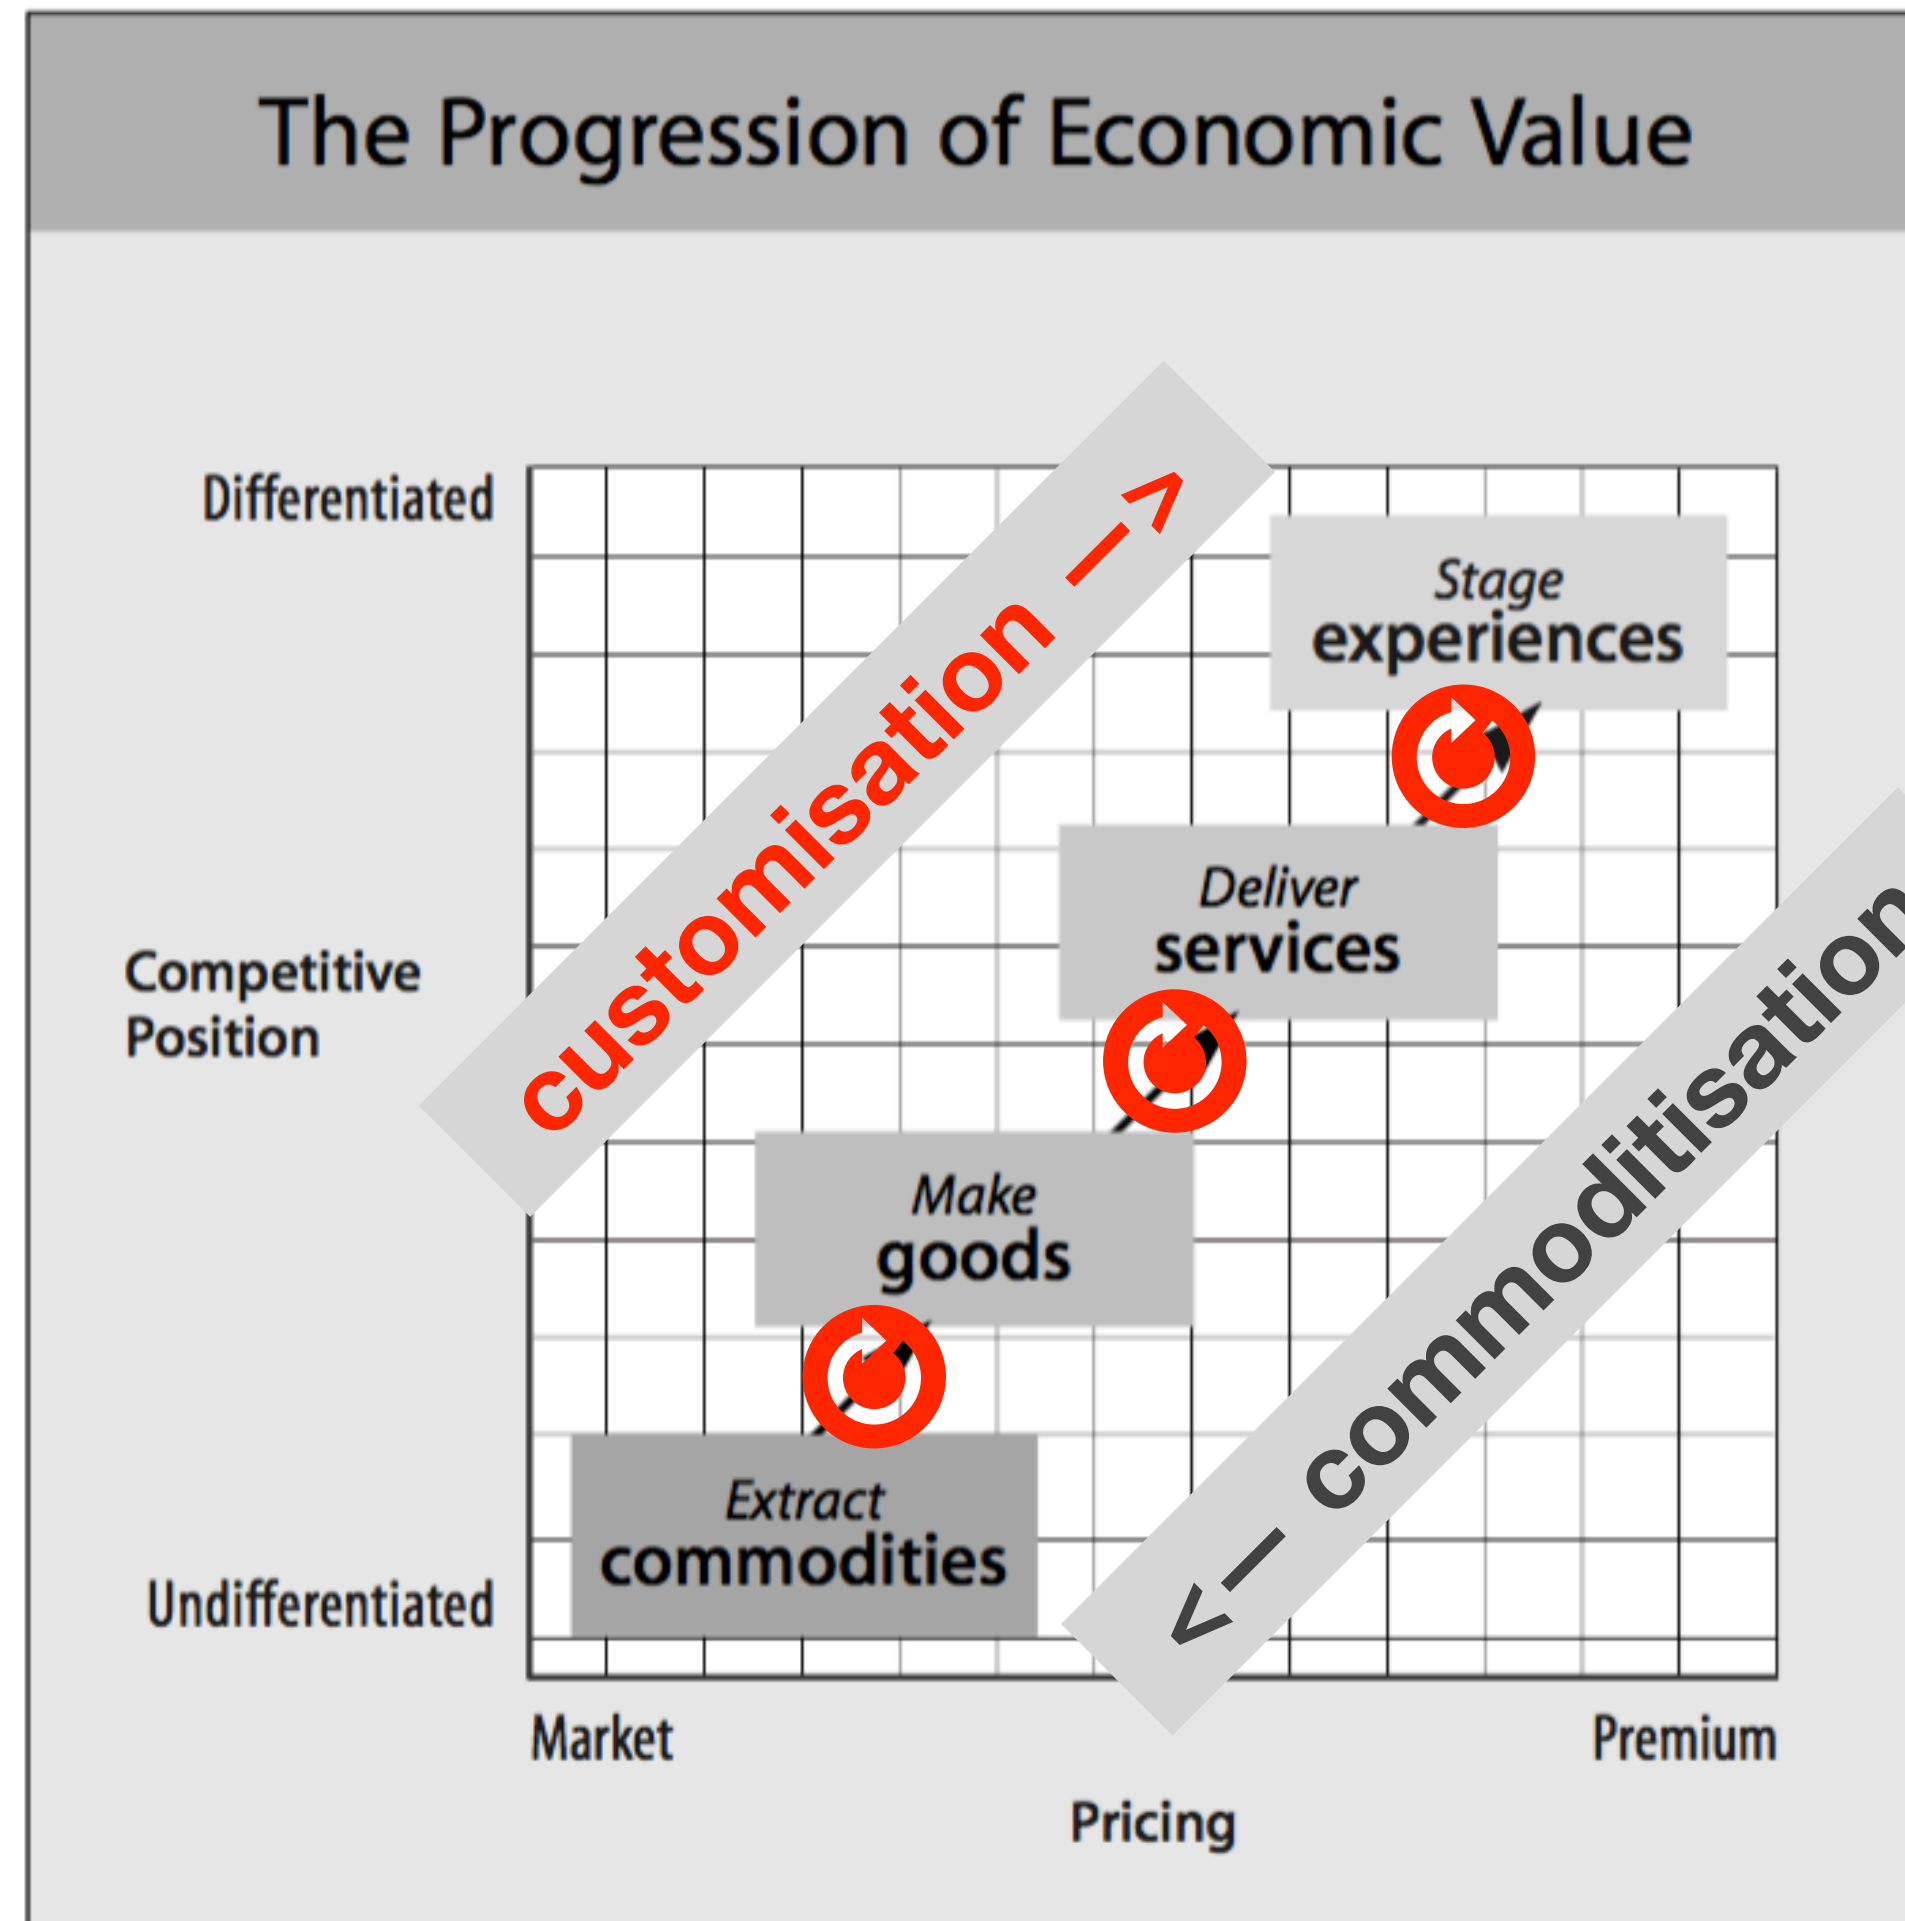 The Progression of Economic Value
Differentiated
customisation —>
Stage
experiences
Deliver
services
Competitive
Position
<— commoditisation
Make
goods
Extract
commodities
Undifferentiated
Market
Premium
Pricing